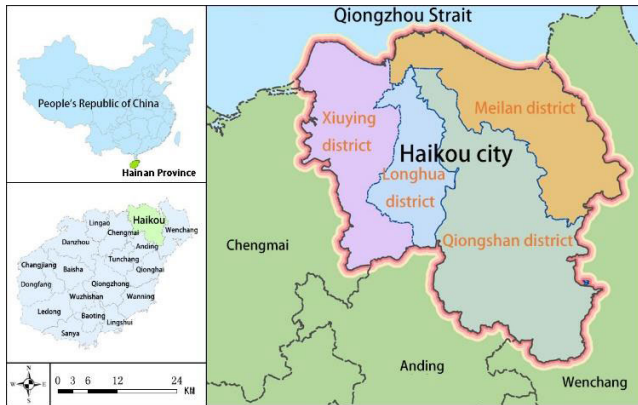 People's Republic of China
Hainan Province
Haikou
Lingao
Wenchang
Chengmai
Danzhou
Anding
Tunchang
Changjiang
Baisha
Qionghai
Dongfang
Qiongzhong
Wuzhishan
Wanning
Ledong
Baoting
Lingshui
Sanya
N
W
E
S
0 3 6 12 24
KM
Qiongzhou Strait
Meilan district
Xiuying
district
Haikou city
Longhua
district
Qiongshan district
Chengmai
Anding
Wenchang